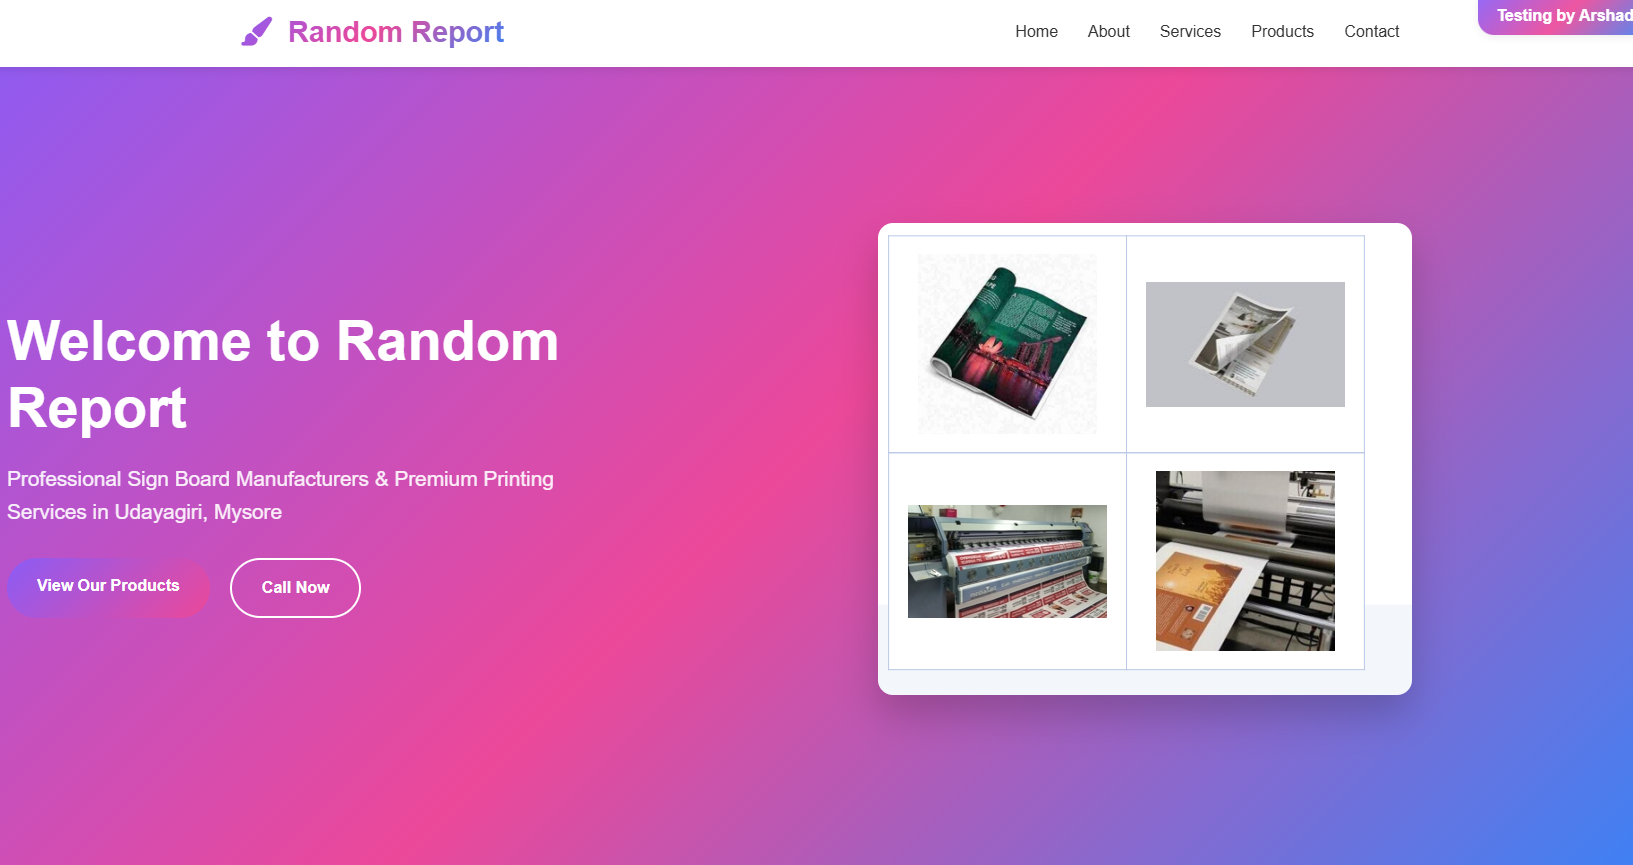 Random Report
Home About Services Products Contact
Testing by Arshad
Welcome to Random
Report
Professional Sign Board Manufacturers & Premium Printing
Services in Udayagiri, Mysore
View Our Products
Call Now